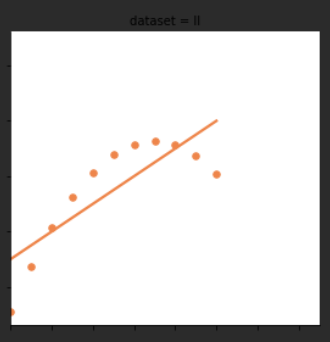 dataset = II